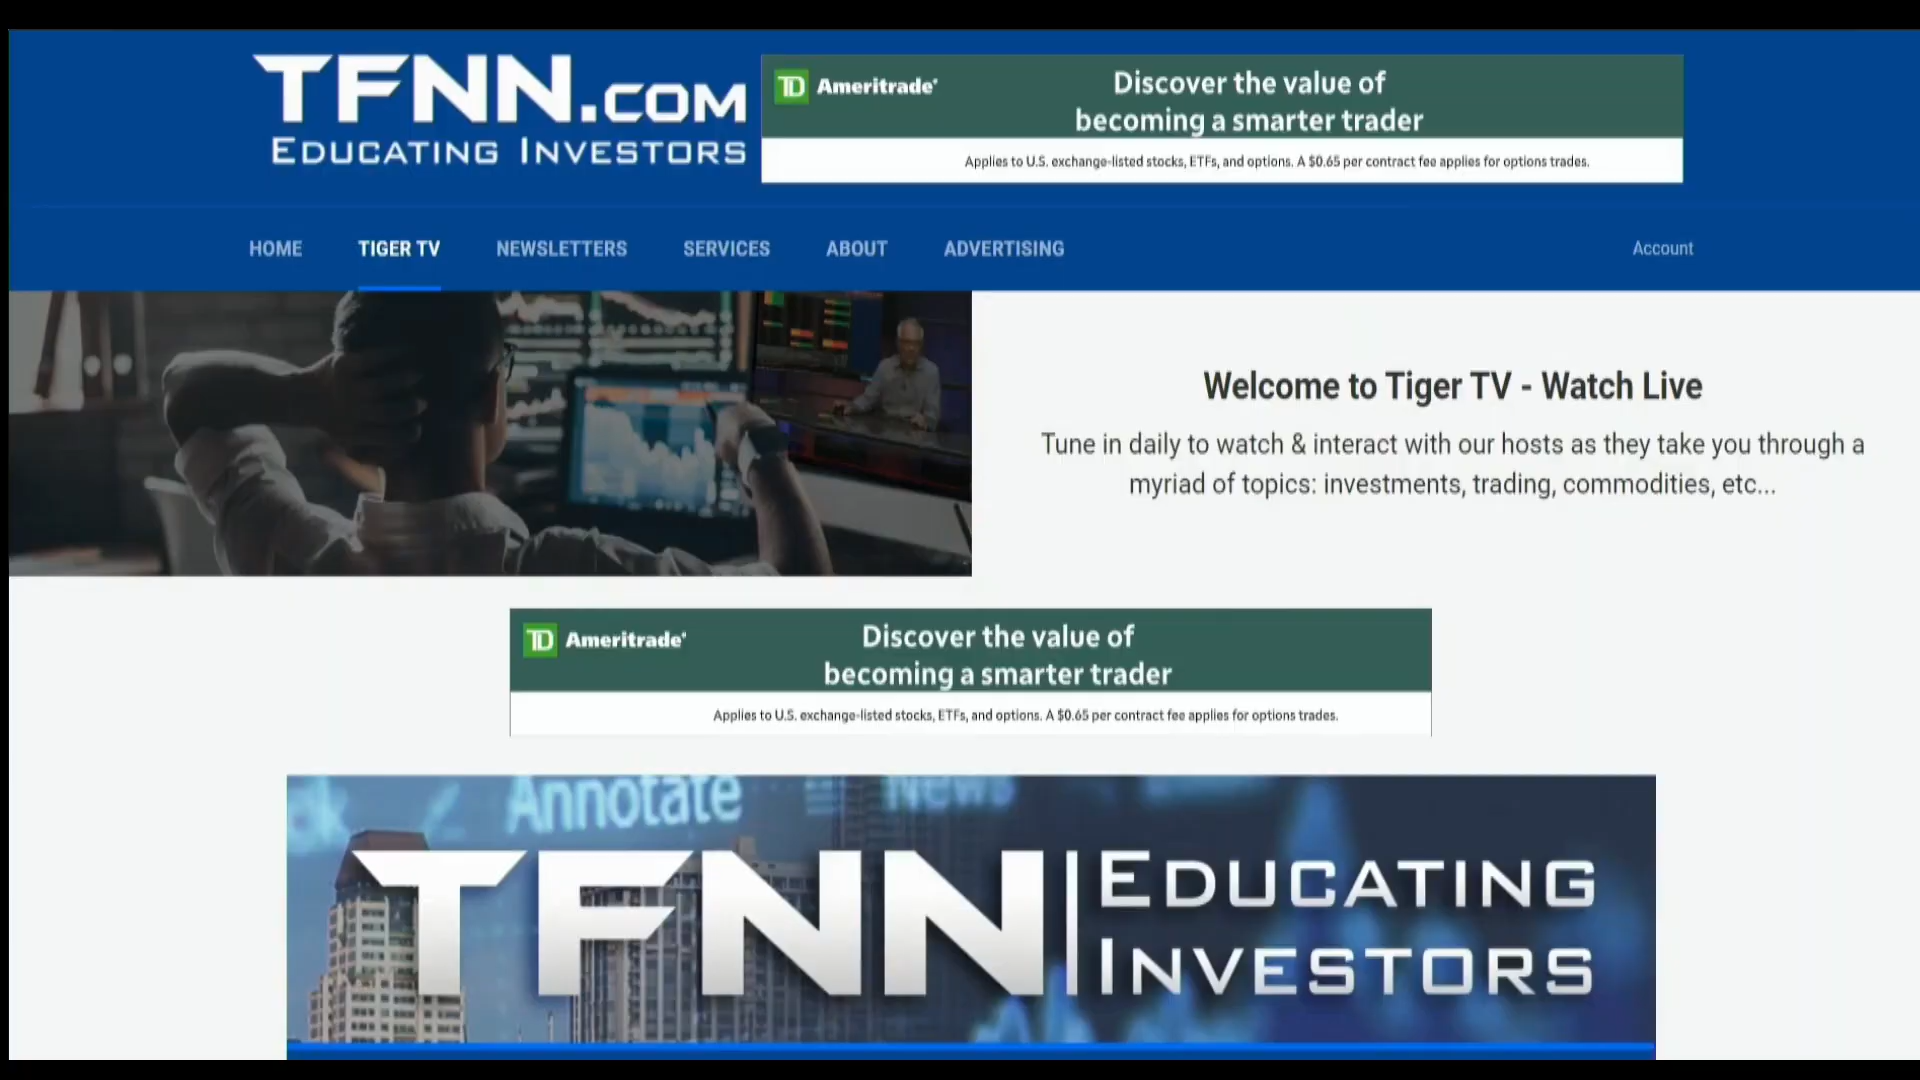 TFNN.COM
EDUCATING INVESTORS
TD Ameritrade
Discover the value of
becoming a smarter trader
Applies to U.S. exchange-listed stocks, ETFs, and options. A $0.65 per contract fee applies for options trades.
HOME TIGER TV NEWSLETTERS SERVICES ABOUT ADVERTISING Account
Welcome to Tiger TV - Watch Live
Tune in daily to watch & interact with our hosts as they take you through a
myriad of topics: investments, trading, commodities, etc...
TD Ameritrade
Discover the value of
becoming a smarter trader
Applies to U.S. exchange-listed stocks, ETFs, and options. A $0.65 per contract fee applies for options trades.
Annotate News
TFNN EDUCATING
INVESTORS